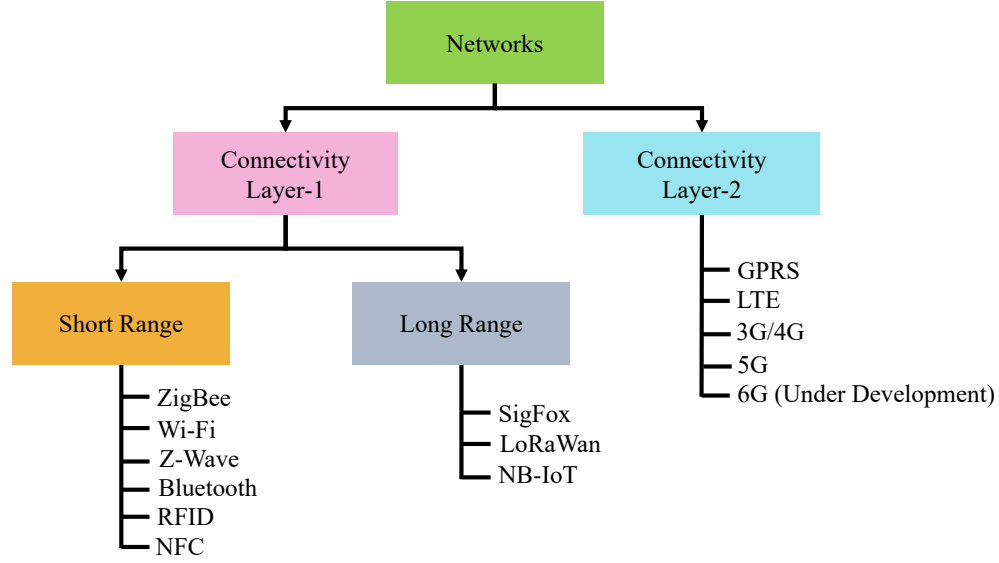 Networks
Connectivity
Layer-1
Connectivity
Layer-2
Short Range
Long Range
ZigBee
Wi-Fi
Z-Wave
Bluetooth
RFID
NFC
SigFox
LoRaWan
NB-IoT
GPRS
LTE
3G/4G
5G
6G (Under Development)